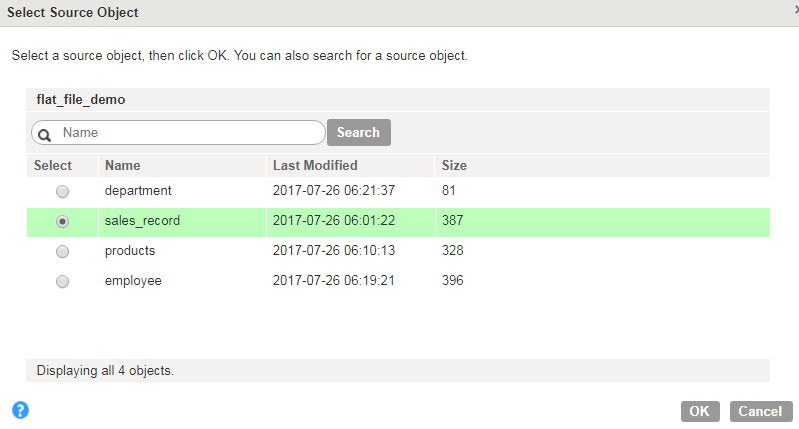 Select Source Object
Select a source object, then click OK. You can also search for a source object.
flat_file_demo
Name Search
Select Name Last Modified Size
department 2017-07-26 06:21:37 81
sales_record 2017-07-26 06:01:22 387
products 2017-07-26 06:10:13 328
employee 2017-07-26 06:19:21 396
Displaying all 4 objects.
? OK Cancel